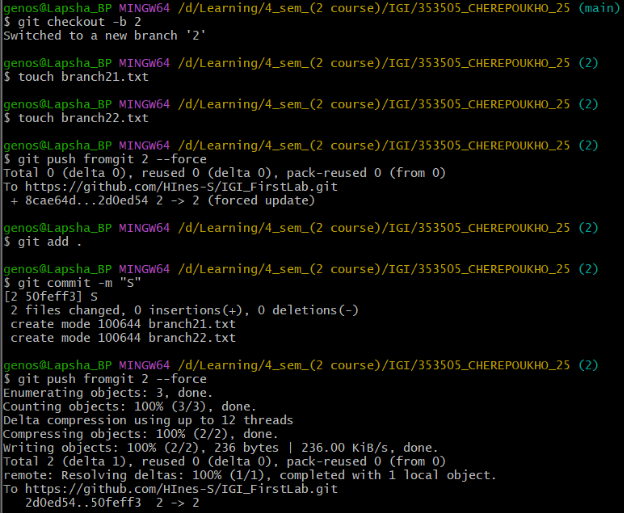 genos@Lapsha_BP MINGW64 /d/Learning/4_sem_(2 course)/IGI/353505_CHEREPOUKHO_25 (main)
$ git checkout -b 2
Switched to a new branch '2'
genos@Lapsha_BP MINGW64 /d/Learning/4_sem_(2 course)/IGI/353505_CHEREPOUKHO_25 (2)
$ touch branch21.txt
genos@Lapsha_BP MINGW64 /d/Learning/4_sem_(2 course)/IGI/353505_CHEREPOUKHO_25 (2)
$ touch branch22.txt
genos@Lapsha_BP MINGW64 /d/Learning/4_sem_(2 course)/IGI/353505_CHEREPOUKHO_25 (2)
$ git push fromgit 2 --force
Total 0 (delta 0), reused 0 (delta 0), pack-reused 0 (from 0)
To https://github.com/HInes-S/IGI_FirstLab.git
 + 8cae64d...2d0ed54 2 -> 2 (forced update)
genos@Lapsha_BP MINGW64 /d/Learning/4_sem_(2 course)/IGI/353505_CHEREPOUKHO_25 (2)
$ git add .
genos@Lapsha_BP MINGW64 /d/Learning/4_sem_(2 course)/IGI/353505_CHEREPOUKHO_25 (2)
$ git commit -m "S"
[2 50feff3] S
 2 files changed, 0 insertions(+), 0 deletions(-)
 create mode 100644 branch21.txt
 create mode 100644 branch22.txt
genos@Lapsha_BP MINGW64 /d/Learning/4_sem_(2 course)/IGI/353505_CHEREPOUKHO_25 (2)
$ git push fromgit 2 --force
Enumerating objects: 3, done.
Counting objects: 100% (3/3), done.
Delta compression using up to 12 threads
Compressing objects: 100% (2/2), done.
Writing objects: 100% (2/2), 236 bytes | 236.00 KiB/s, done.
Total 2 (delta 1), reused 0 (delta 0), pack-reused 0 (from 0)
remote: Resolving deltas: 100% (1/1), completed with 1 local object.
To https://github.com/HInes-S/IGI_FirstLab.git
   2d0ed54..50feff3  2 -> 2